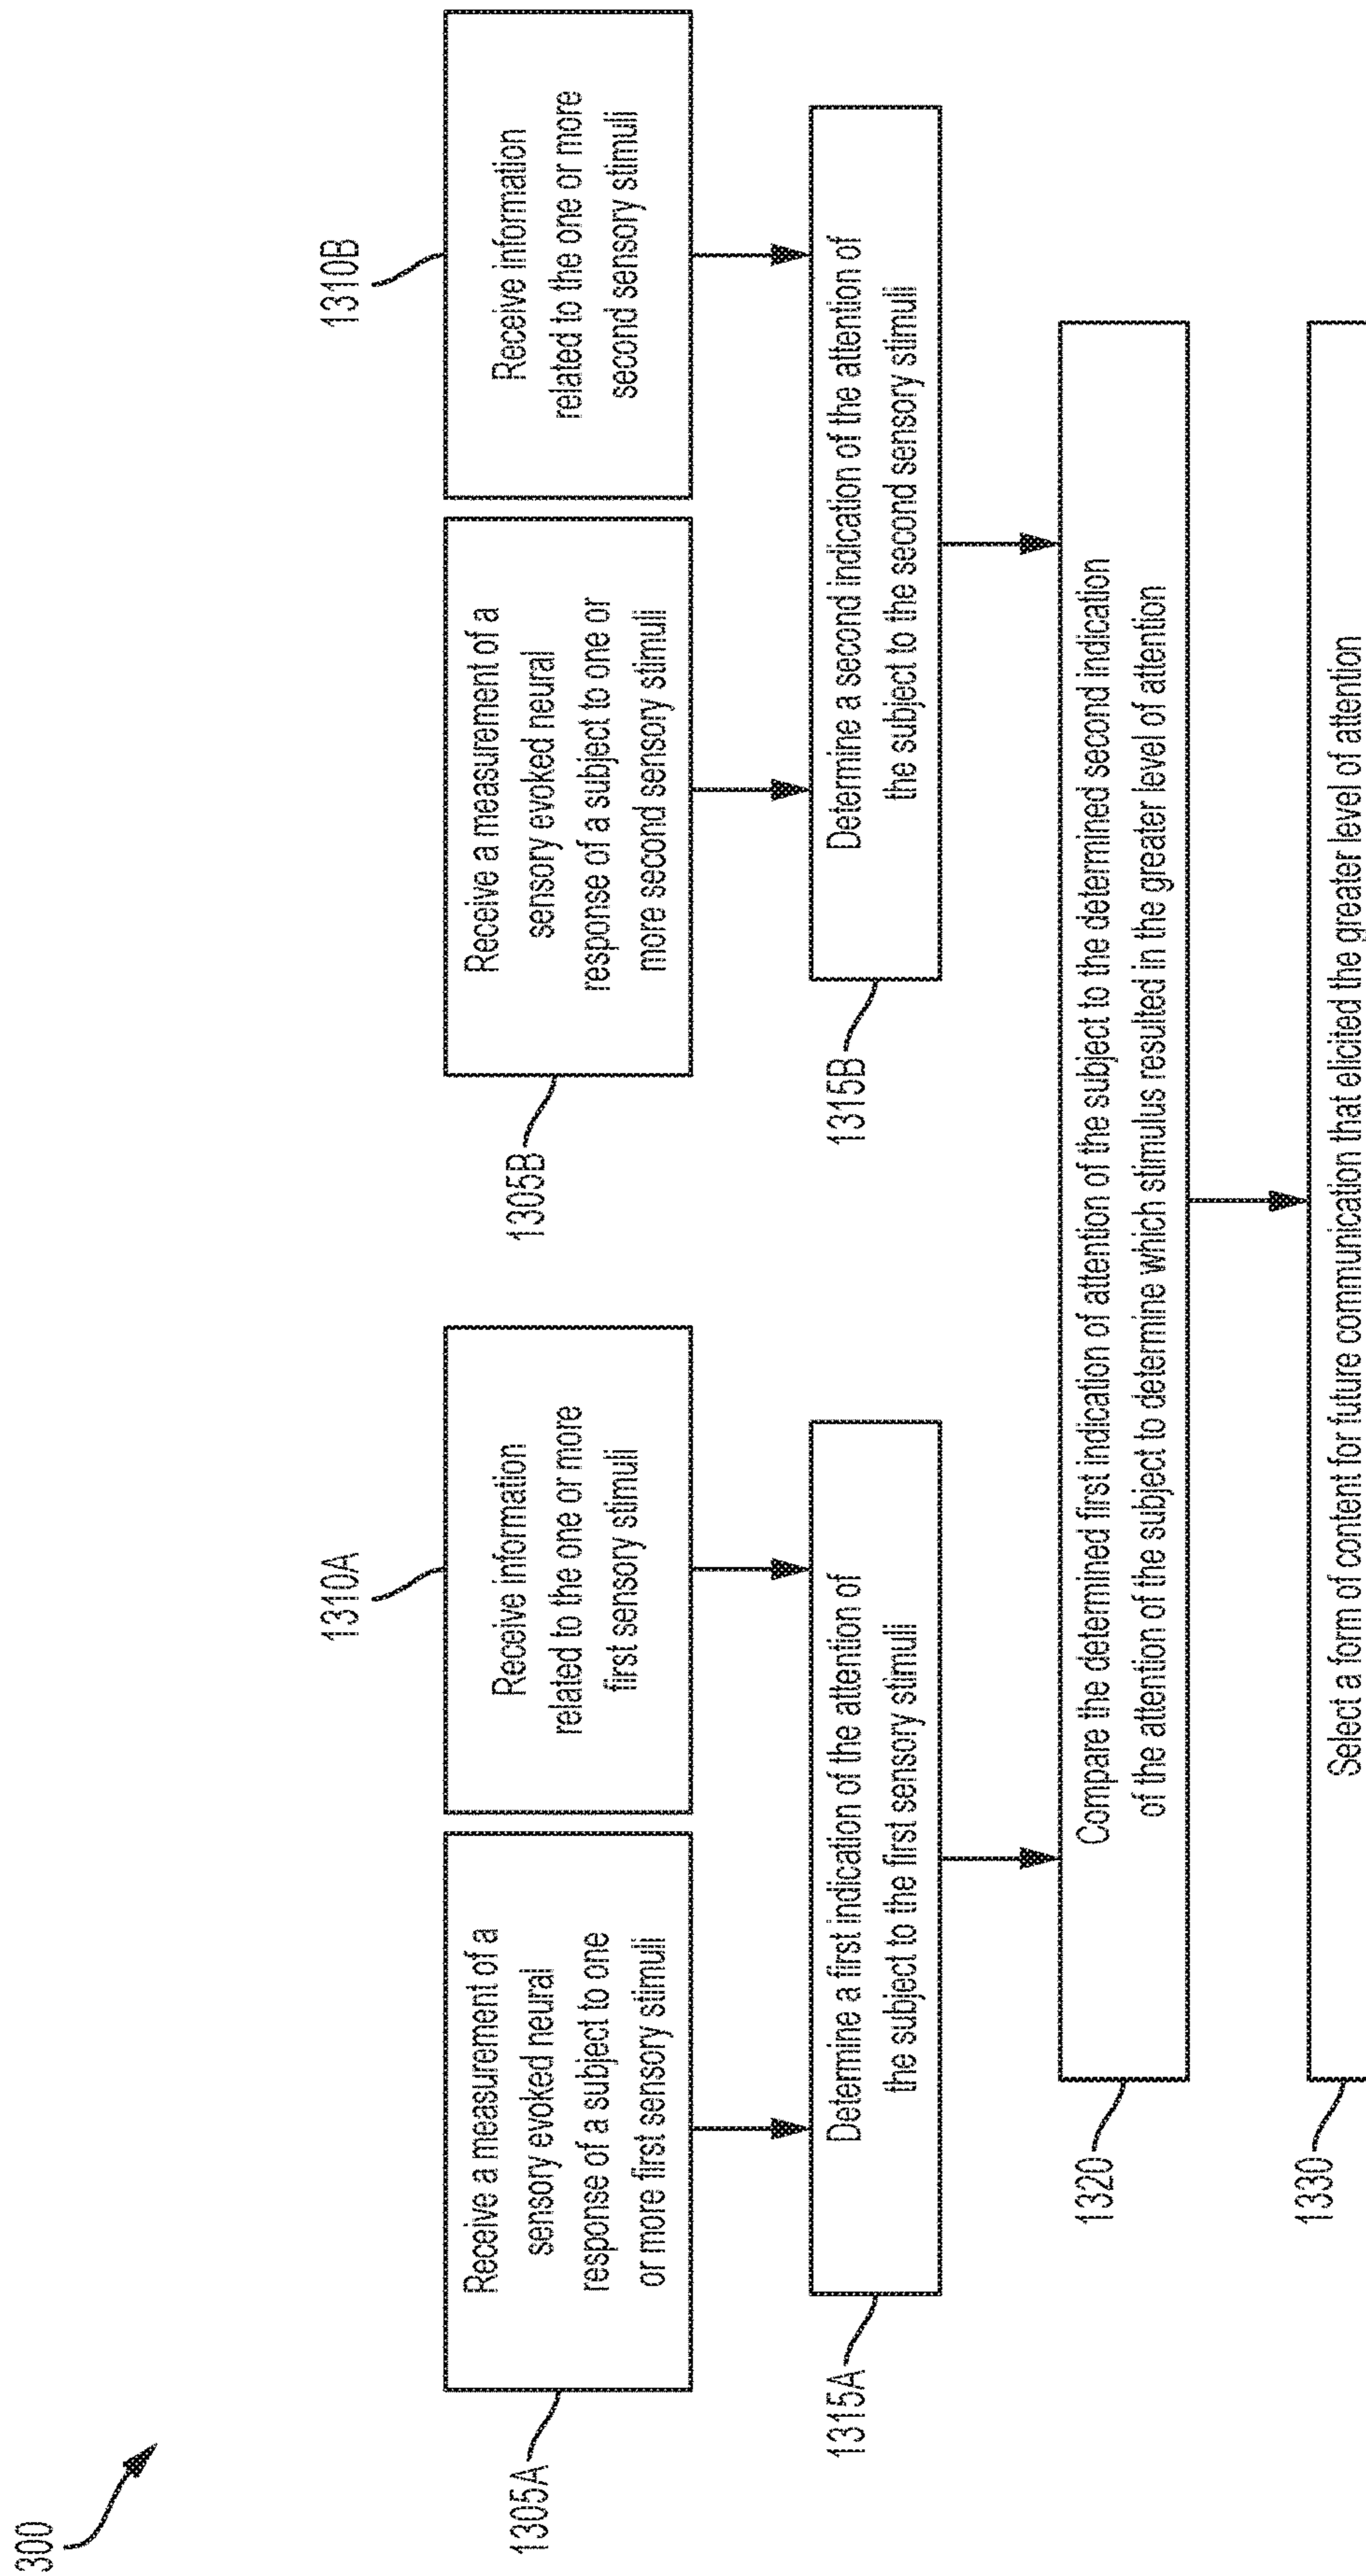 300
1305A
Receive a measurement of a
sensory evoked neural
response of a subject to one
or more first sensory stimuli
1310A
Receive information
related to the one or more
first sensory stimuli
1305B
Receive a measurement of a
sensory evoked neural
response of a subject to one or
more second sensory stimuli
1310B
Receive information
related to the one or more
second sensory stimuli
1315A
Determine a first indication of the attention of
the subject to the first sensory stimuli
1315B
Determine a second indication of the attention of
the subject to the second sensory stimuli
1320
Compare the determined first indication of attention of the subject to the determined second indication
of the attention of the subject to determine which stimulus resulted in the greater level of attention
1330
Select a form of content for future communication that elicited the greater level of attention